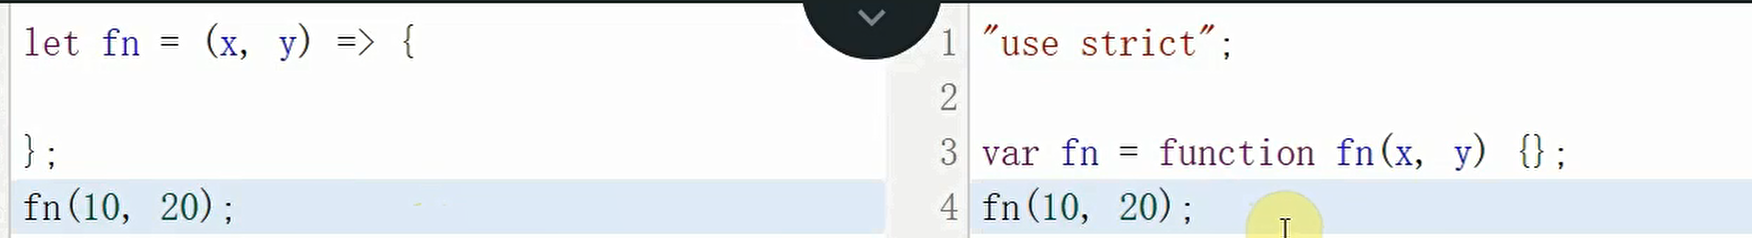 let fn = (x, y) => {
};
fn(10, 20);
1 "use strict";
2
3 var fn = function fn(x, y) {};
4 fn(10, 20);